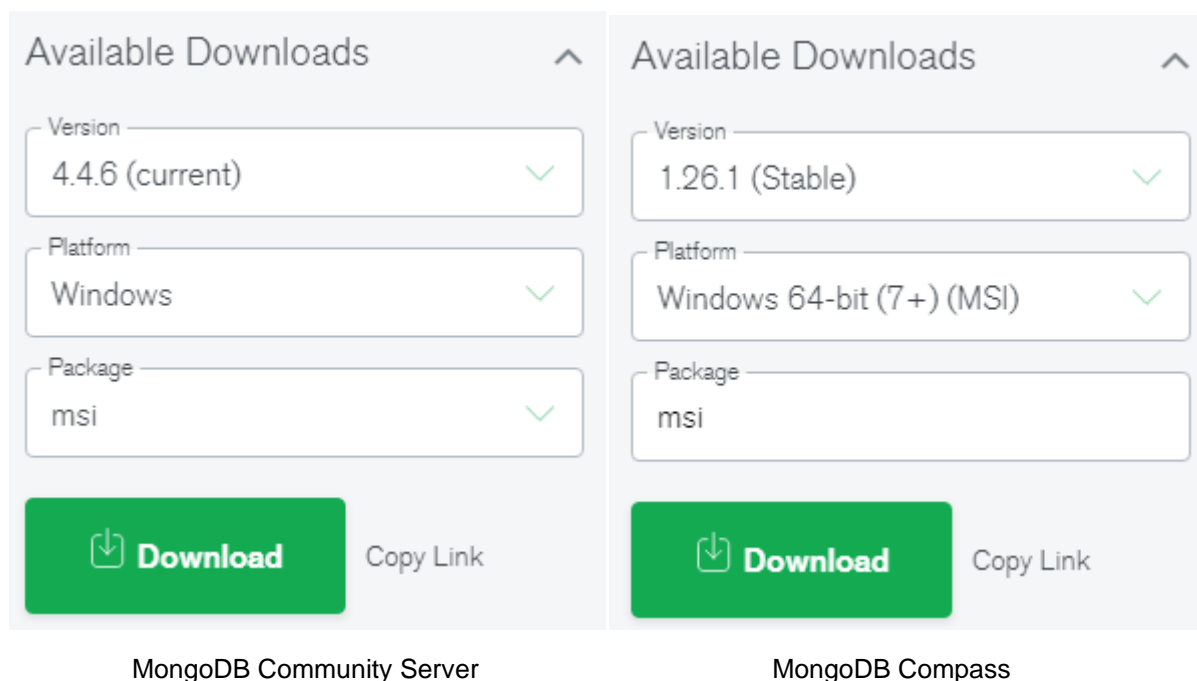 Available Downloads
Version
4.4.6 (current)
Platform
Windows
Package
msi
Download
Copy Link
MongoDB Community Server
Available Downloads
Version
1.26.1 (Stable)
Platform
Windows 64-bit (7+) (MSI)
Package
msi
Download
Copy Link
MongoDB Compass